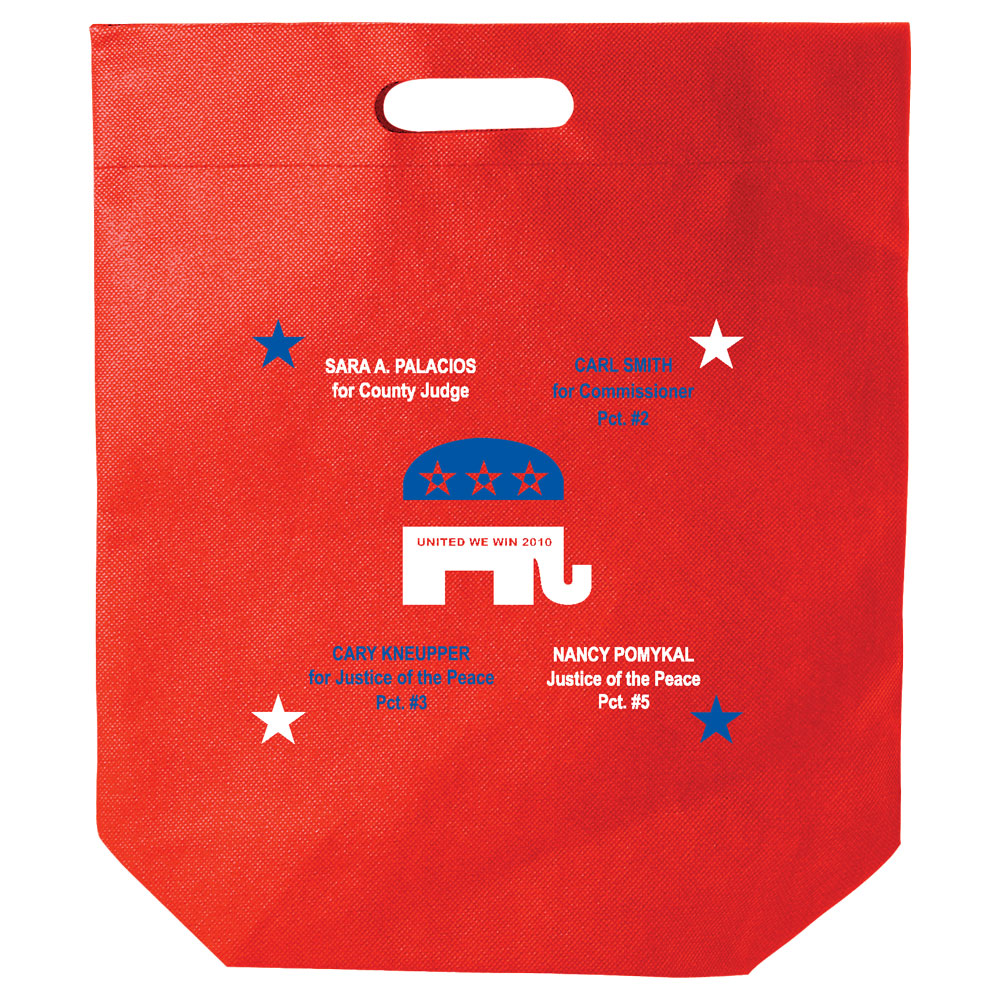 SARA A. PALACIOS
for County Judge
CARL SMITH
for Commissioner
Pct. #2
UNITED WE WIN 2010
CARY KNEUPPER
for Justice of the Peace
Pct. #3
NANCY POMYKAL
Justice of the Peace
Pct. #5